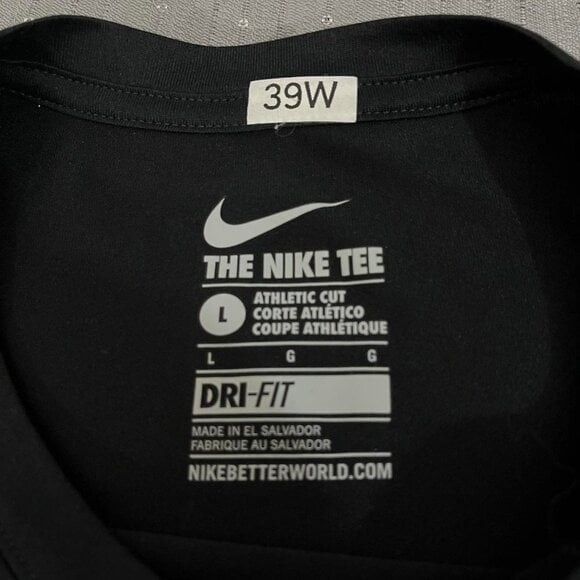 39W
THE NIKE TEE
L
ATHLETIC CUT
CORTE ATLÉTICO
COUPE ATHLÉTIQUE
L G G
DRI-FIT
MADE IN EL SALVADOR
FABRIQUE AU SALVADOR
NIKEBETTERWORLD.COM